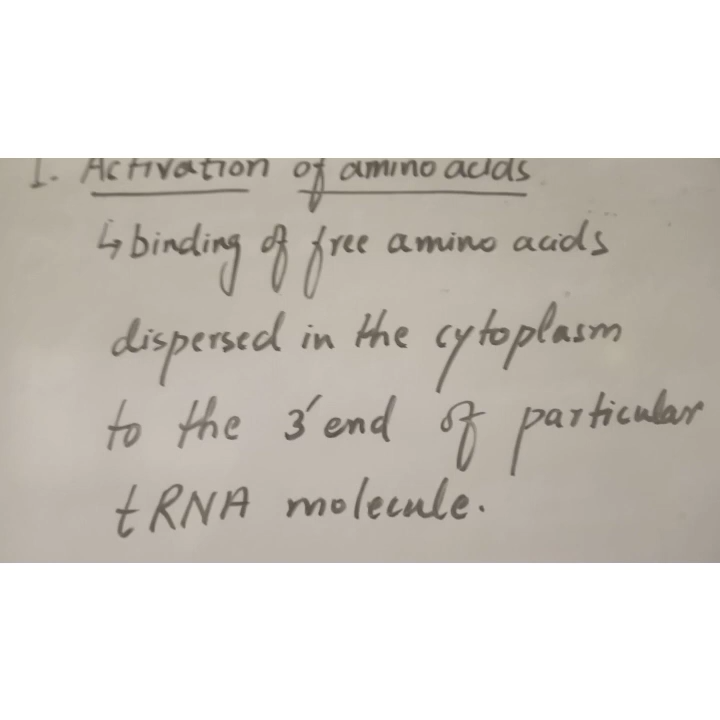 1. Activation of amino acids
↳ binding of free amino acids
dispersed in the cytoplasm
to the 3′ end of particular
tRNA molecule.